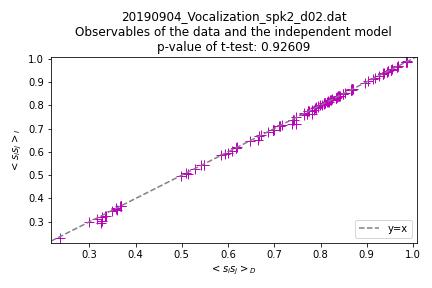 20190904_Vocalization_spk2_d02.dat
Observables of the data and the independent model
p-value of t-test: 0.92609
1.0
0.9
0.8
0.7
0.6
0.5
0.4
0.3
< s_i s_j >_I
y=x
0.3 0.4 0.5 0.6 0.7 0.8 0.9 1.0
< s_i s_j >_D